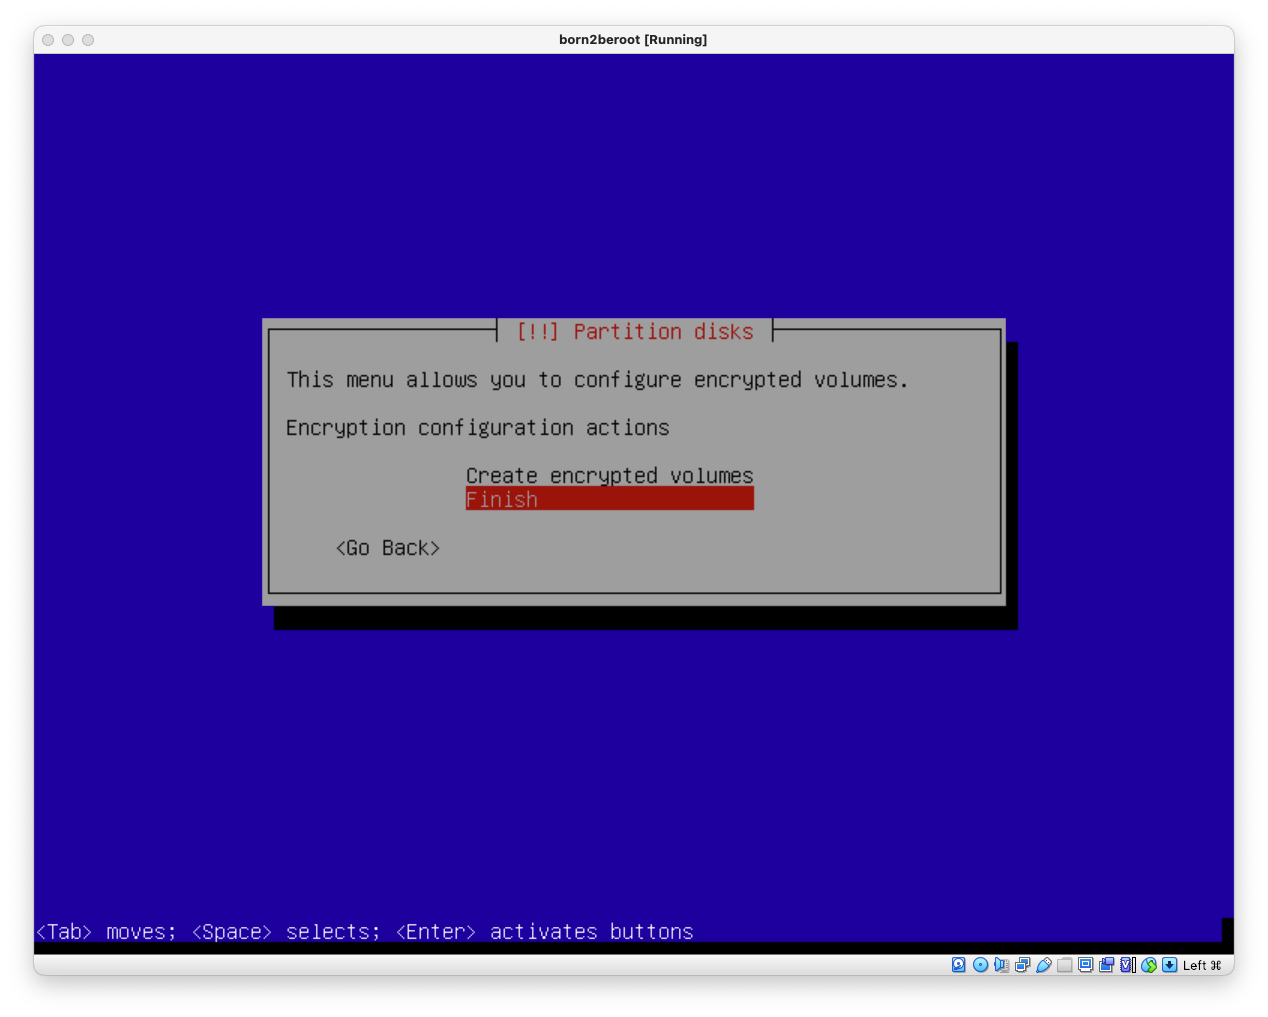 born2beroot [Running]
[!!] Partition disks
This menu allows you to configure encrypted volumes.
Encryption configuration actions
Create encrypted volumes
Finish
<Go Back>
<Tab> moves; <Space> selects; <Enter> activates buttons
Left ⌘